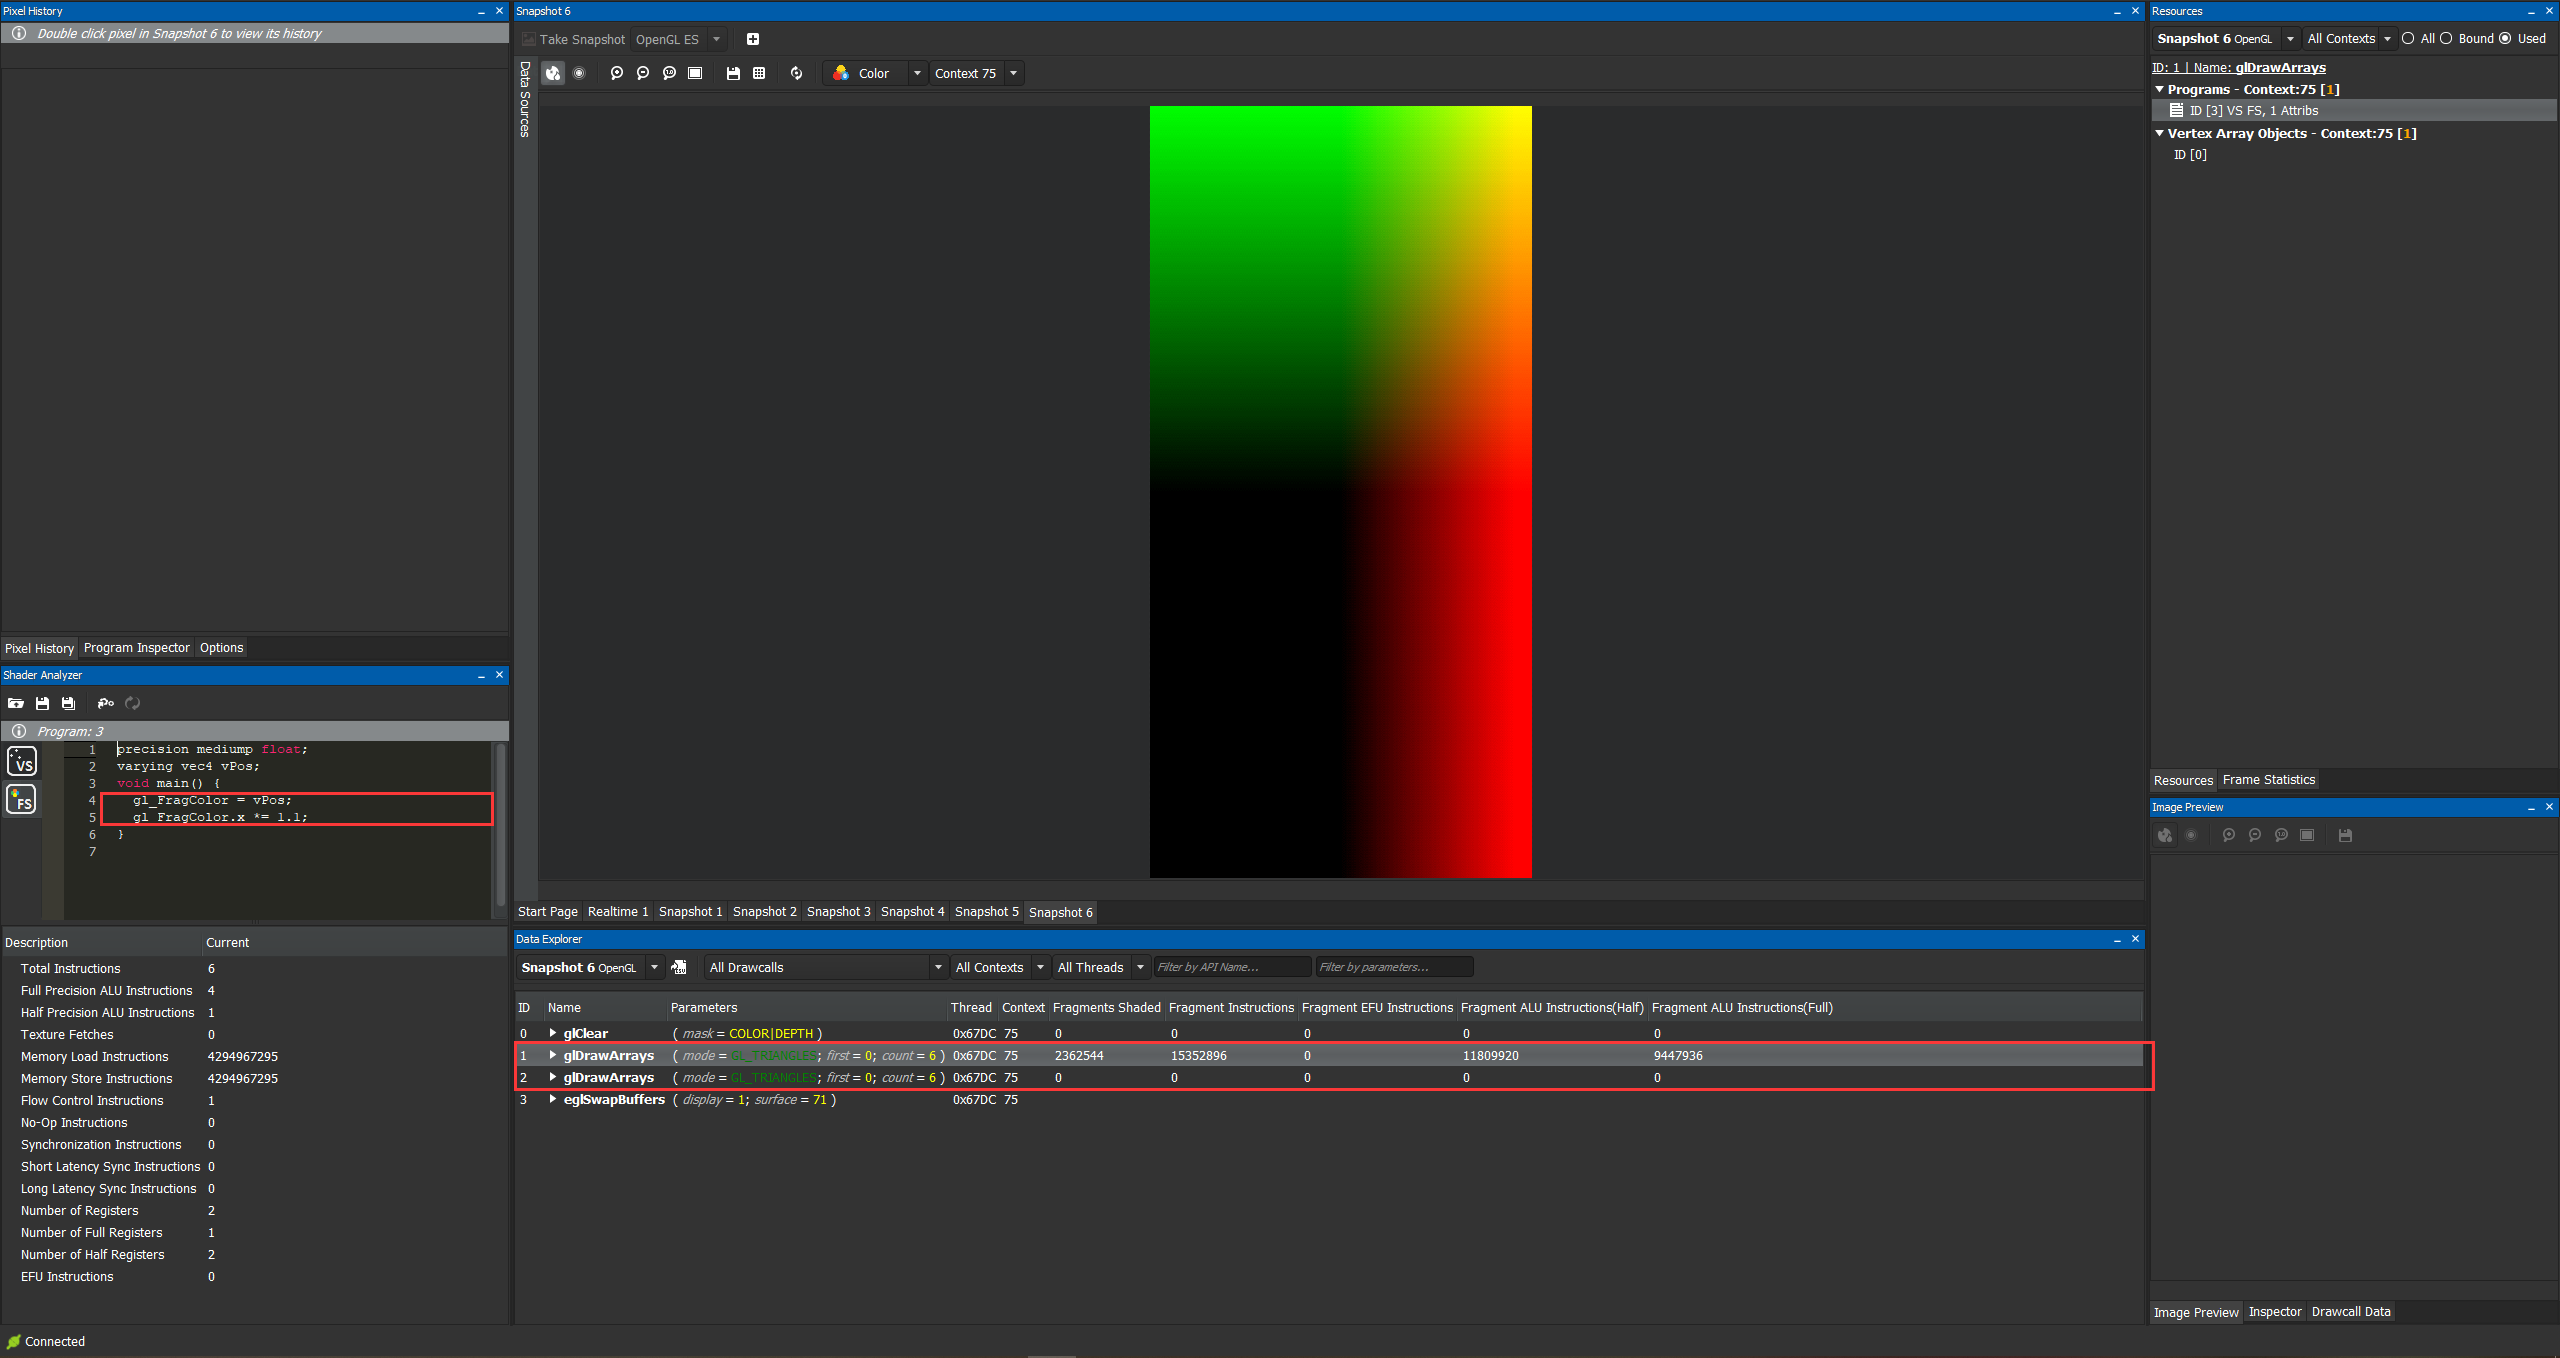 Pixel History
Double click pixel in Snapshot 6 to view its history
Pixel History Program Inspector Options
Shader Analyzer
Program: 3
VS
FS
1 precision mediump float;
2 varying vec4 vPos;
3 void main() {
4 gl_FragColor = vPos;
5 gl_FragColor.x *= 1.1;
6 }
7
Description Current
Total Instructions 6
Full Precision ALU Instructions 4
Half Precision ALU Instructions 1
Texture Fetches 0
Memory Load Instructions 4294967295
Memory Store Instructions 4294967295
Flow Control Instructions 1
No-Op Instructions 0
Synchronization Instructions 0
Short Latency Sync Instructions 0
Long Latency Sync Instructions 0
Number of Registers 2
Number of Full Registers 1
Number of Half Registers 2
EFU Instructions 0
Connected
Snapshot 6
Take Snapshot OpenGL ES
Data Sources
Color Context 75
Start Page Realtime 1 Snapshot 1 Snapshot 2 Snapshot 3 Snapshot 4 Snapshot 5 Snapshot 6
Data Explorer
Snapshot 6 OpenGL All Drawcalls All Contexts All Threads Filter by API Name... Filter by parameters...
ID Name Parameters Thread Context Fragments Shaded Fragment Instructions Fragment EFU Instructions Fragment ALU Instructions(Half) Fragment ALU Instructions(Full)
0 glClear ( mask = COLOR|DEPTH ) 0x67DC 75 0 0 0 0 0
1 glDrawArrays ( mode = GL_TRIANGLES; first = 0; count = 6 ) 0x67DC 75 2362544 15352896 0 11809920 9447936
2 glDrawArrays ( mode = GL_TRIANGLES; first = 0; count = 6 ) 0x67DC 75 0 0 0 0 0
3 eglSwapBuffers ( display = 1; surface = 71 ) 0x67DC 75
Resources
Snapshot 6 OpenGL All Contexts All Bound Used
ID: 1 | Name: glDrawArrays
Programs - Context:75 [1]
ID [3] VS FS, 1 Attribs
Vertex Array Objects - Context:75 [1]
ID [0]
Resources Frame Statistics
Image Preview
Image Preview Inspector Drawcall Data